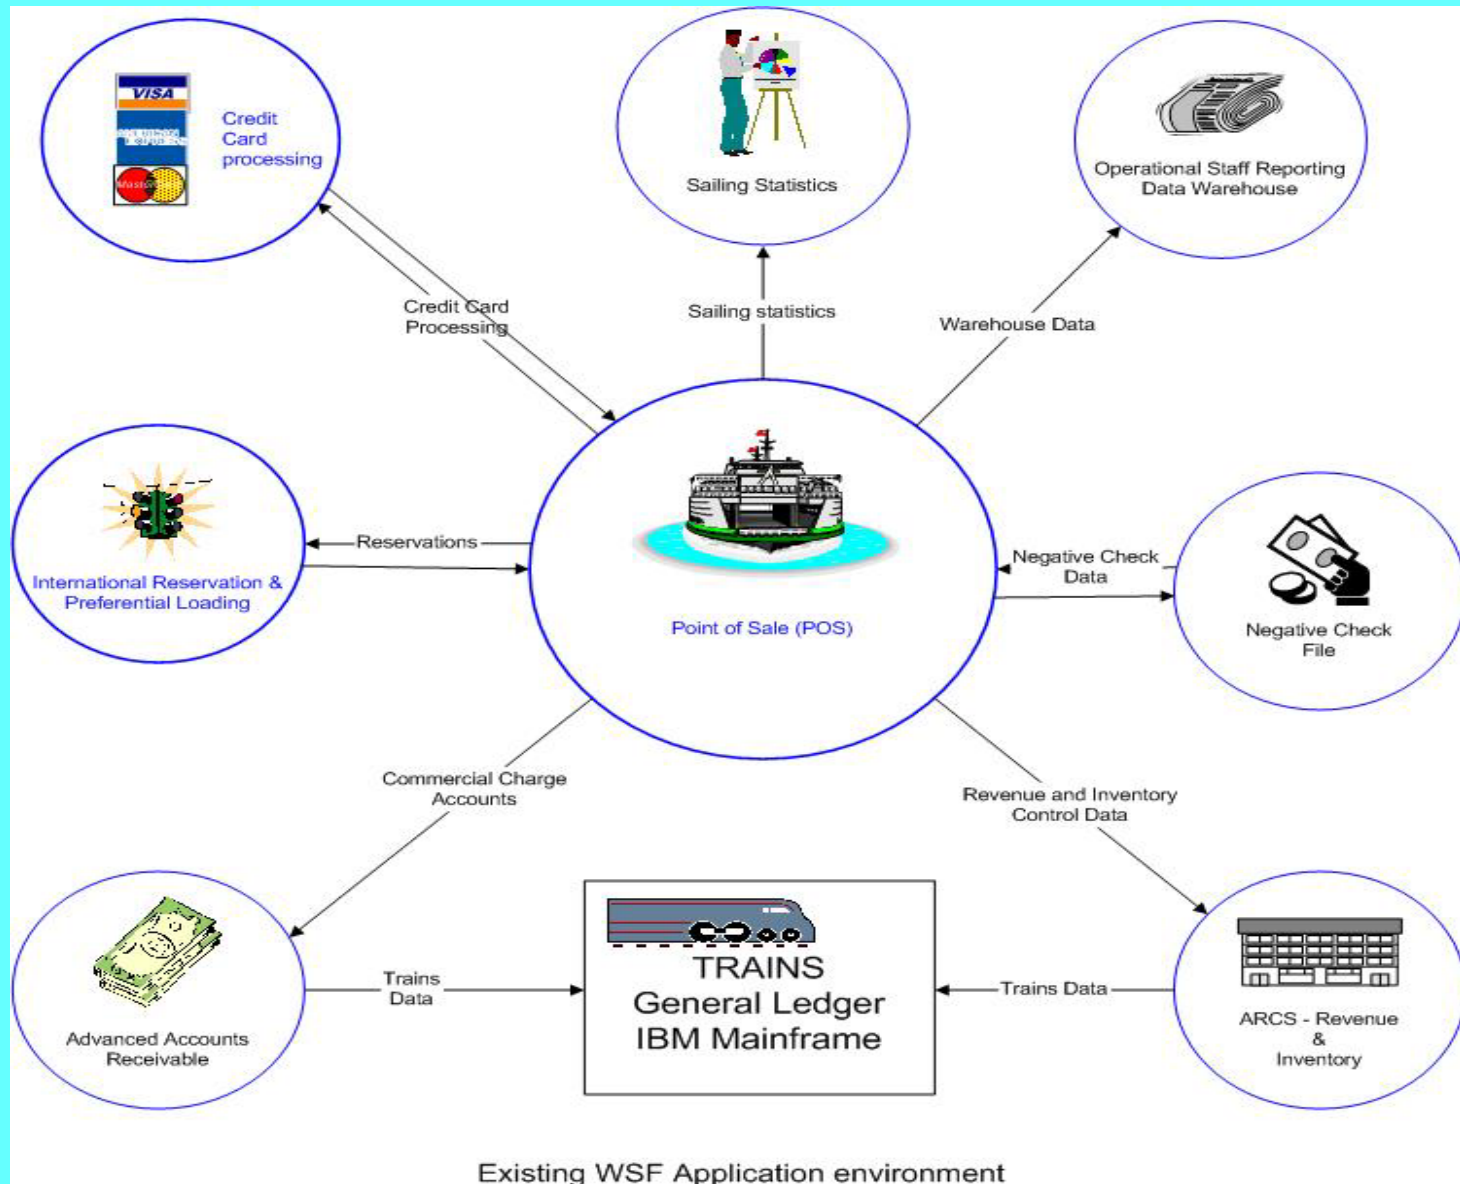 VISA
Credit
Card
processing
Sailing Statistics
Operational Staff Reporting
Data Warehouse
Credit Card
Processing
Sailing statistics
Warehouse Data
Reservations
International Reservation &
Preferential Loading
Point of Sale (POS)
Negative Check
Data
Negative Check
File
Commercial Charge
Accounts
Revenue and Inventory
Control Data
Advanced Accounts
Receivable
Trains
Data
TRAINS
General Ledger
IBM Mainframe
Trains Data
ARCS - Revenue
&
Inventory
Existing WSF Application environment